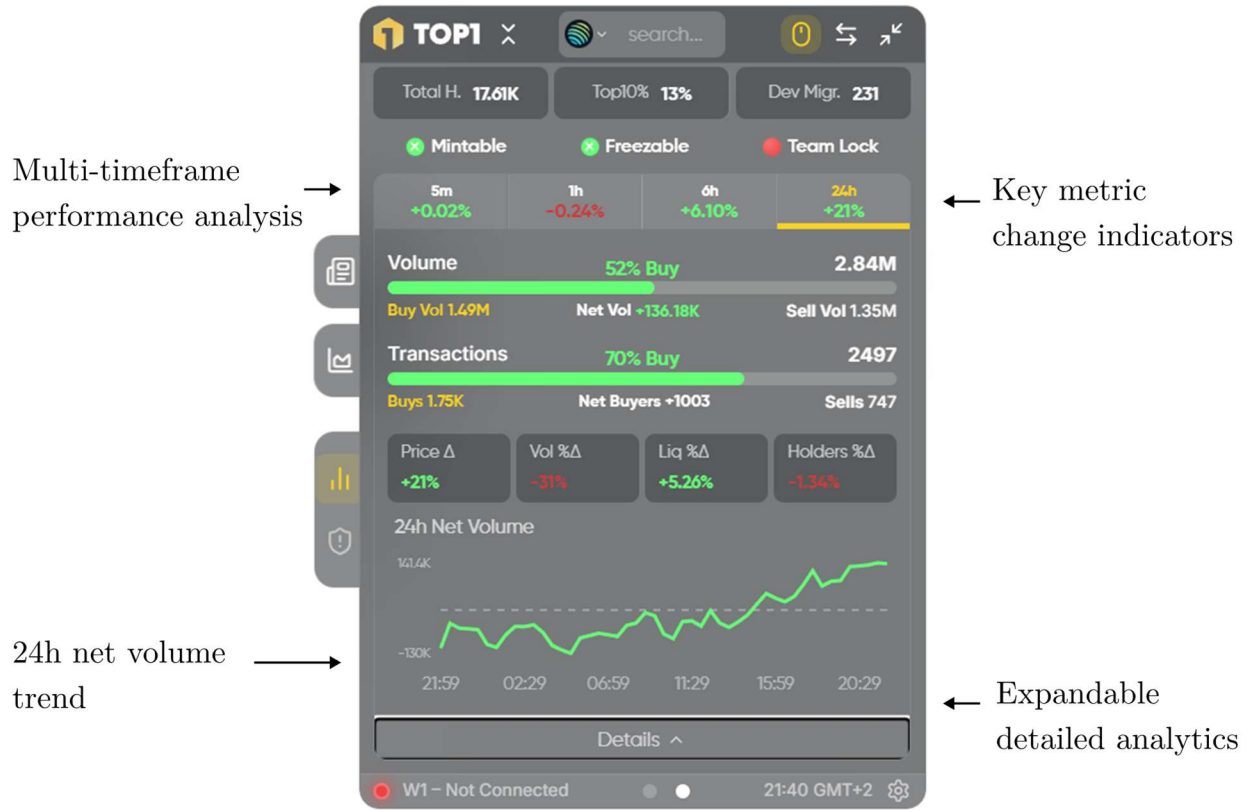 TOP1
search...
Total H. 17.61K
Top10% 13%
Dev Migr. 231
Mintable
Freezable
Team Lock
Multi-timeframe
performance analysis
5m
+0.02%
1h
-0.24%
6h
+6.10%
24h
+21%
Key metric
change indicators
Volume
52% Buy
2.84M
Buy Vol 1.49M
Net Vol +136.18K
Sell Vol 1.35M
Transactions
70% Buy
2497
Buys 1.75K
Net Buyers +1003
Sells 747
Price Δ
+21%
Vol %Δ
-31%
Liq %Δ
+5.26%
Holders %Δ
-1.34%
24h Net Volume
141.4K
-130K
21:59
02:29
06:59
11:29
15:59
20:29
24h net volume
trend
Expandable
detailed analytics
Details
W1 – Not Connected
21:40 GMT+2